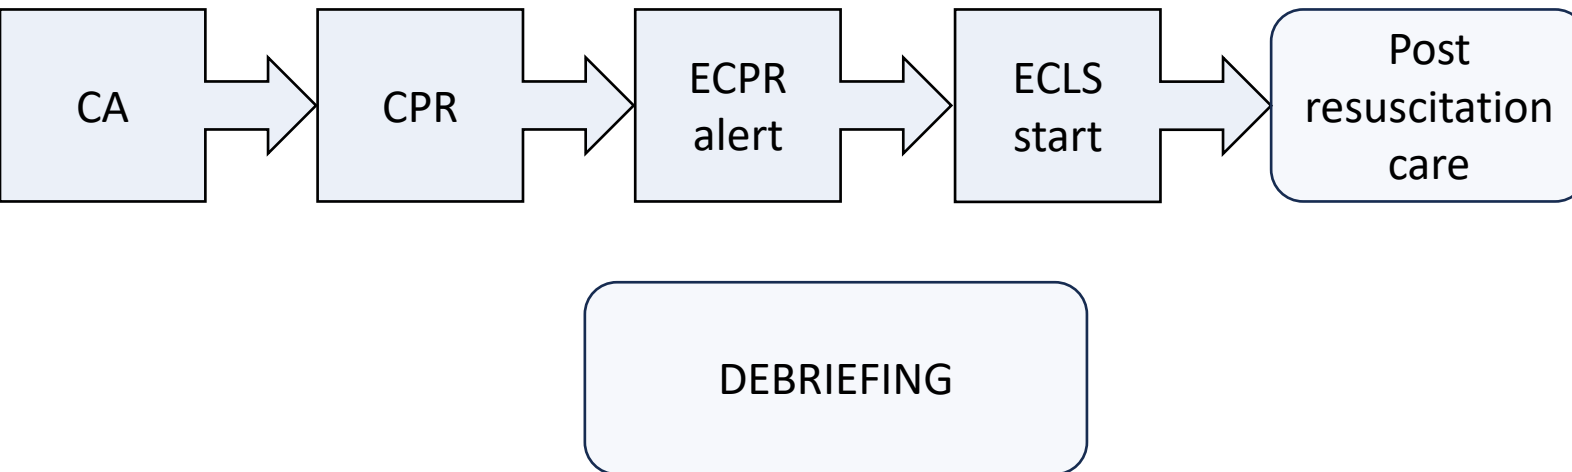 CA
CPR
ECPR
alert
ECLS
start
Post
resuscitation
care
DEBRIEFING